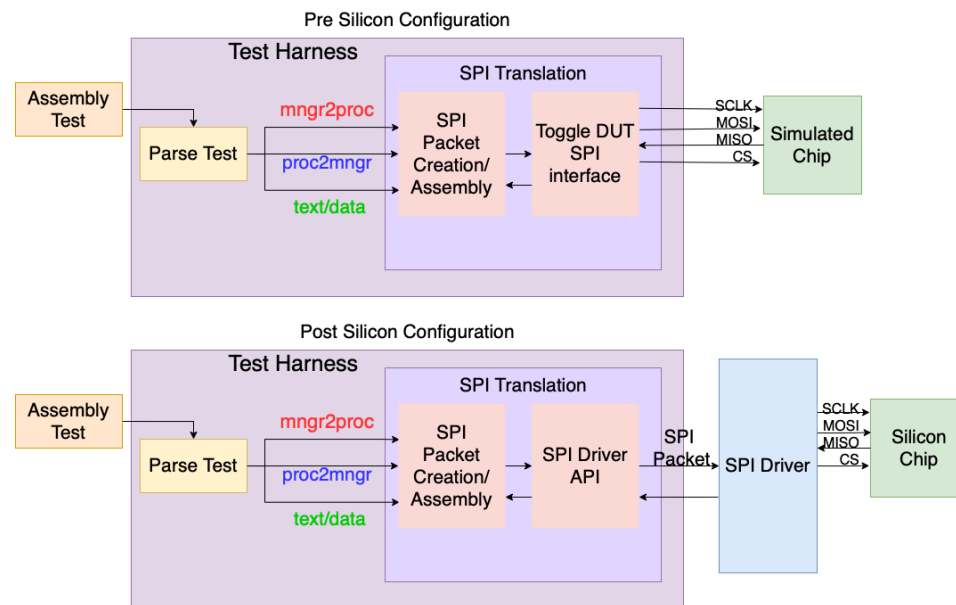 Pre Silicon Configuration
Test Harness
SPI Translation
Assembly
Test
Parse Test
mngr2proc
proc2mngr
text/data
SPI
Packet
Creation/
Assembly
Toggle DUT
SPI
interface
SCLK
MOSI
MISO
CS
Simulated
Chip
Post Silicon Configuration
Test Harness
SPI Translation
Assembly
Test
Parse Test
mngr2proc
proc2mngr
text/data
SPI
Packet
Creation/
Assembly
SPI Driver
API
SPI
Packet
SPI Driver
SCLK
MOSI
MISO
CS
Silicon
Chip